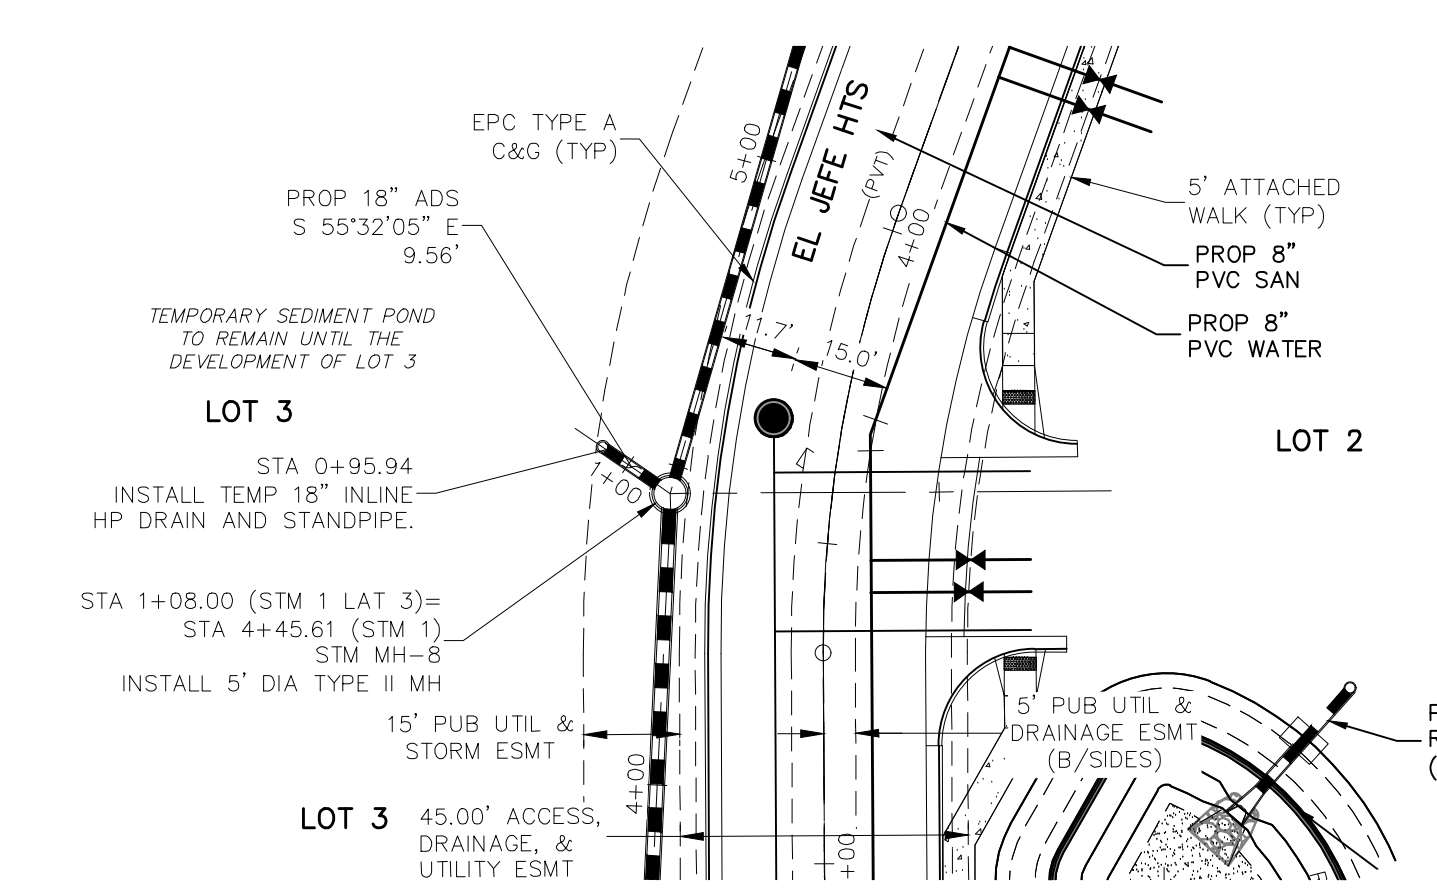 EPC TYPE A
C&G (TYP)
5+00
EL JEFE HTS
(PVT)
4+00
PROP 18" ADS
S 55°32'05" E
9.56'
5' ATTACHED
WALK (TYP)
PROP 8"
PVC SAN
PROP 8"
PVC WATER
TEMPORARY SEDIMENT POND
TO REMAIN UNTIL THE
DEVELOPMENT OF LOT 3
11.7'
15.0'
LOT 3
LOT 2
STA 0+95.94
INSTALL TEMP 18" INLINE
HP DRAIN AND STANDPIPE.
1+00
STA 1+08.00 (STM 1 LAT 3)=
STA 4+45.61 (STM 1)
STM MH-8
INSTALL 5' DIA TYPE II MH
15' PUB UTIL &
STORM ESMT
5' PUB UTIL &
DRAINAGE ESMT
(B/SIDES)
4+00
LOT 3
45.00' ACCESS,
DRAINAGE, &
UTILITY ESMT
+00